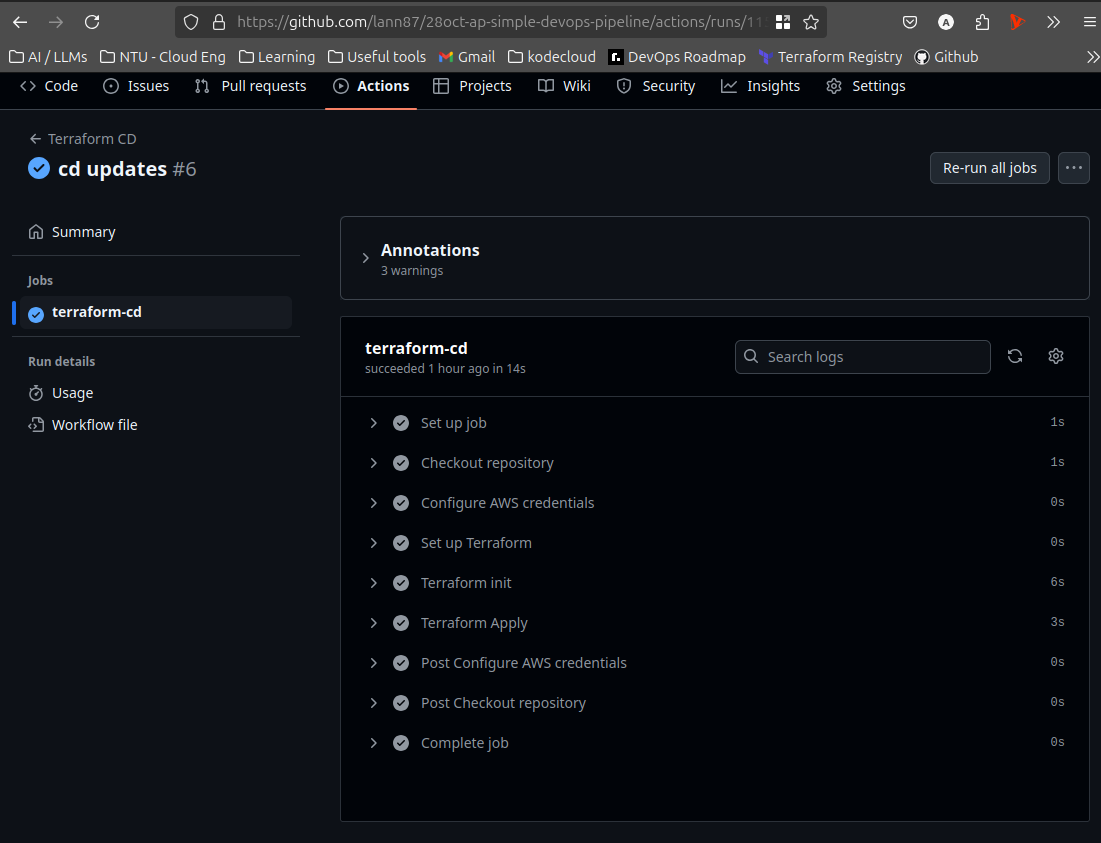 https://github.com/lann87/28oct-ap-simple-devops-pipeline/actions/runs/11
AI / LLMs NTU - Cloud Eng Learning Useful tools Gmail kodecloud DevOps Roadmap Terraform Registry Github
Code Issues Pull requests Actions Projects Wiki Security Insights Settings
Terraform CD
cd updates #6
Re-run all jobs
Summary
Jobs
terraform-cd
Run details
Usage
Workflow file
Annotations
3 warnings
terraform-cd
succeeded 1 hour ago in 14s
Search logs
Set up job 1s
Checkout repository 1s
Configure AWS credentials 0s
Set up Terraform 0s
Terraform init 6s
Terraform Apply 3s
Post Configure AWS credentials 0s
Post Checkout repository 0s
Complete job 0s